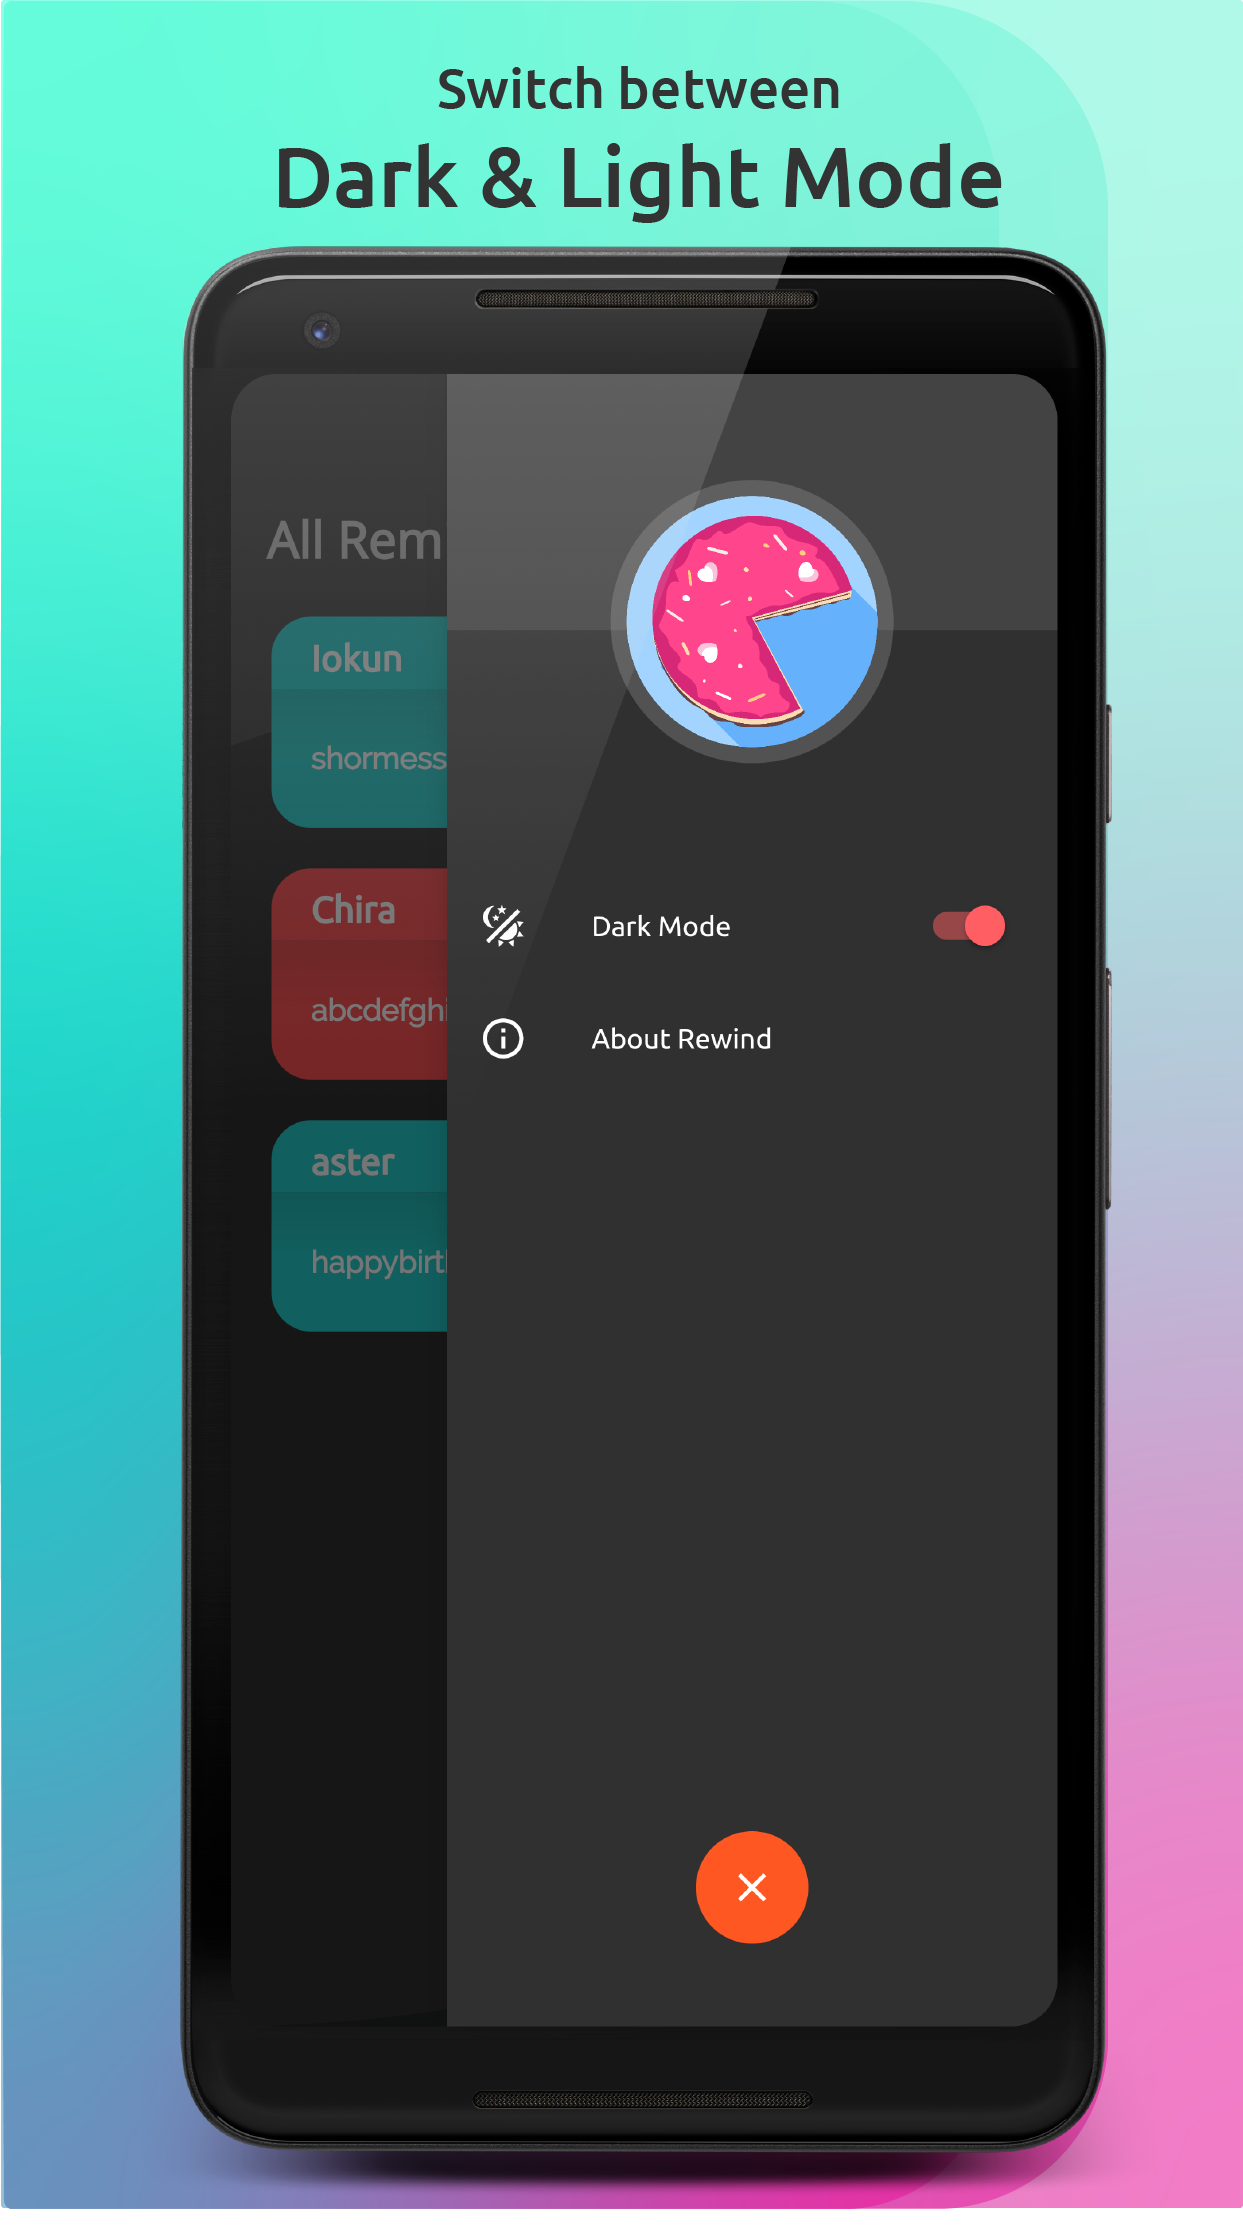 Switch between
Dark & Light Mode
All Rem
lokun
shormess
Chira
abcdefghi
aster
happybirt
Dark Mode
About Rewind